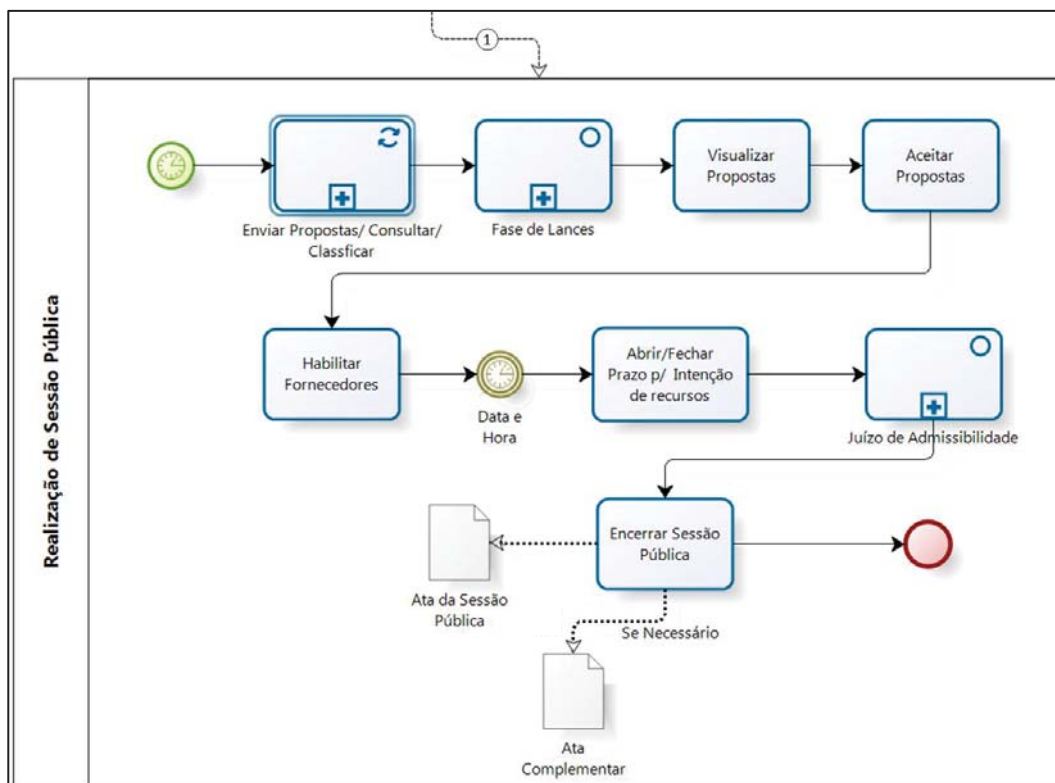 1
Realização de Sessão Pública
Enviar Propostas/ Consultar/
Classficar
Fase de Lances
Visualizar
Propostas
Aceitar
Propostas
Habilitar
Fornecedores
Data e
Hora
Abrir/Fechar
Prazo p/ Intenção
de recursos
Juízo de Admissibilidade
Encerrar Sessão
Pública
Ata da Sessão
Pública
Se Necessário
Ata
Complementar